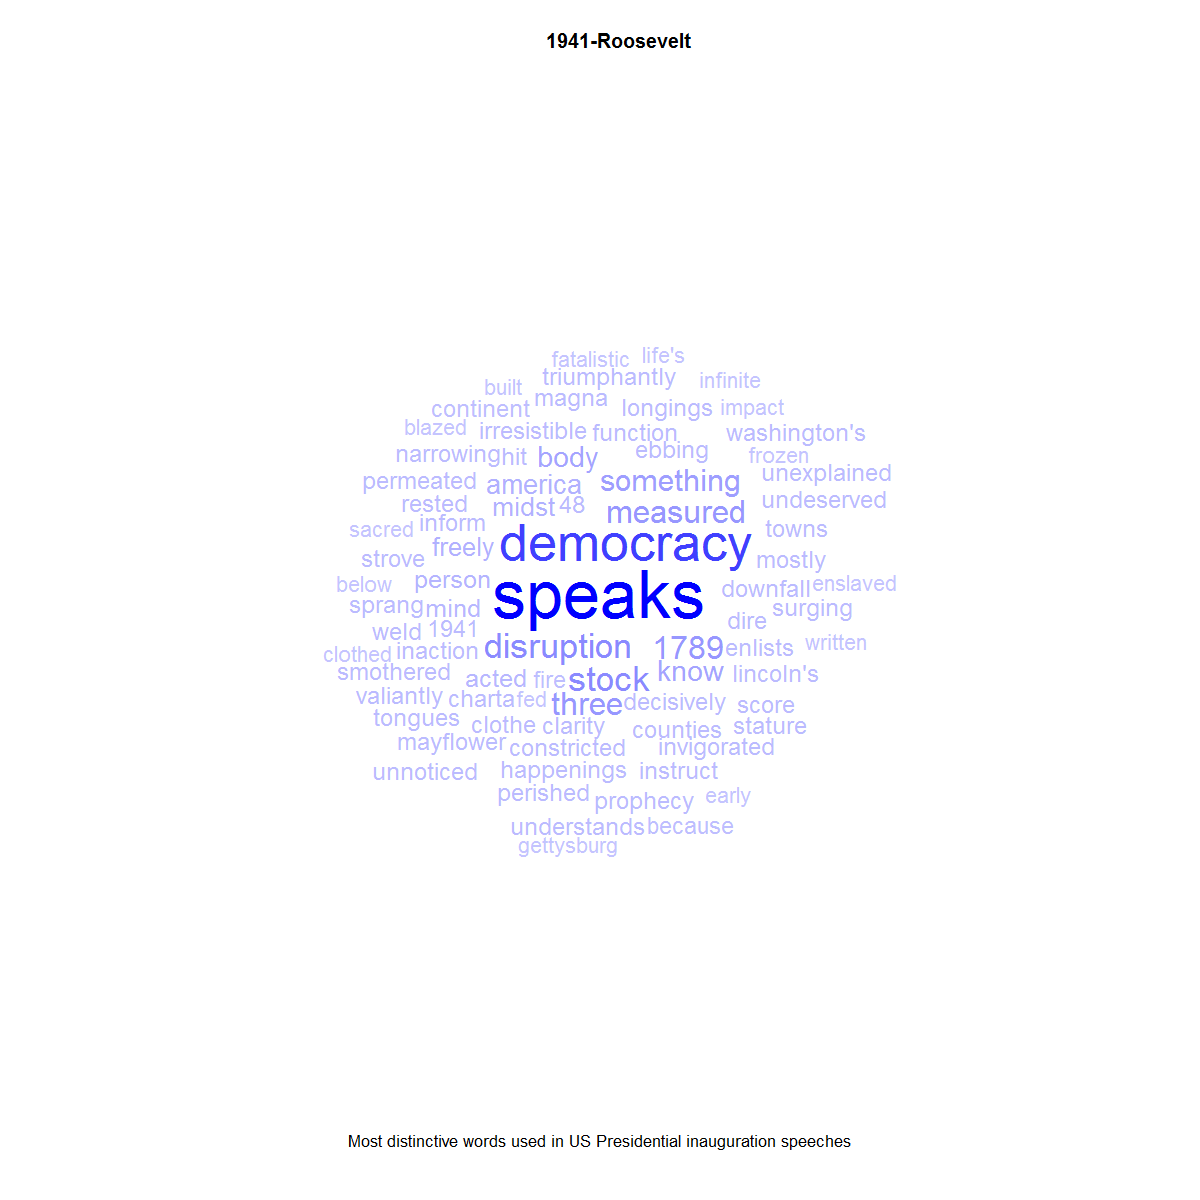 1941-Roosevelt
fatalistic life's
built triumphantly infinite
continent magna longings impact
blazed irresistible function washington's
narrowing hit body ebbing frozen
permeated america something unexplained
rested midst 48 measured undeserved
sacred inform democracy towns
strove freely mostly
below person speaks downfall enslaved
sprang mind dire surging
weld 1941 disruption 1789 enlists written
clothed inaction
smothered acted fire stock know lincoln's
valiantly charta fed three decisively score
tongues clothe clarity counties stature
mayflower constricted invigorated
unnoticed happenings instruct
perished prophecy early
understands because
gettysburg
Most distinctive words used in US Presidential inauguration speeches